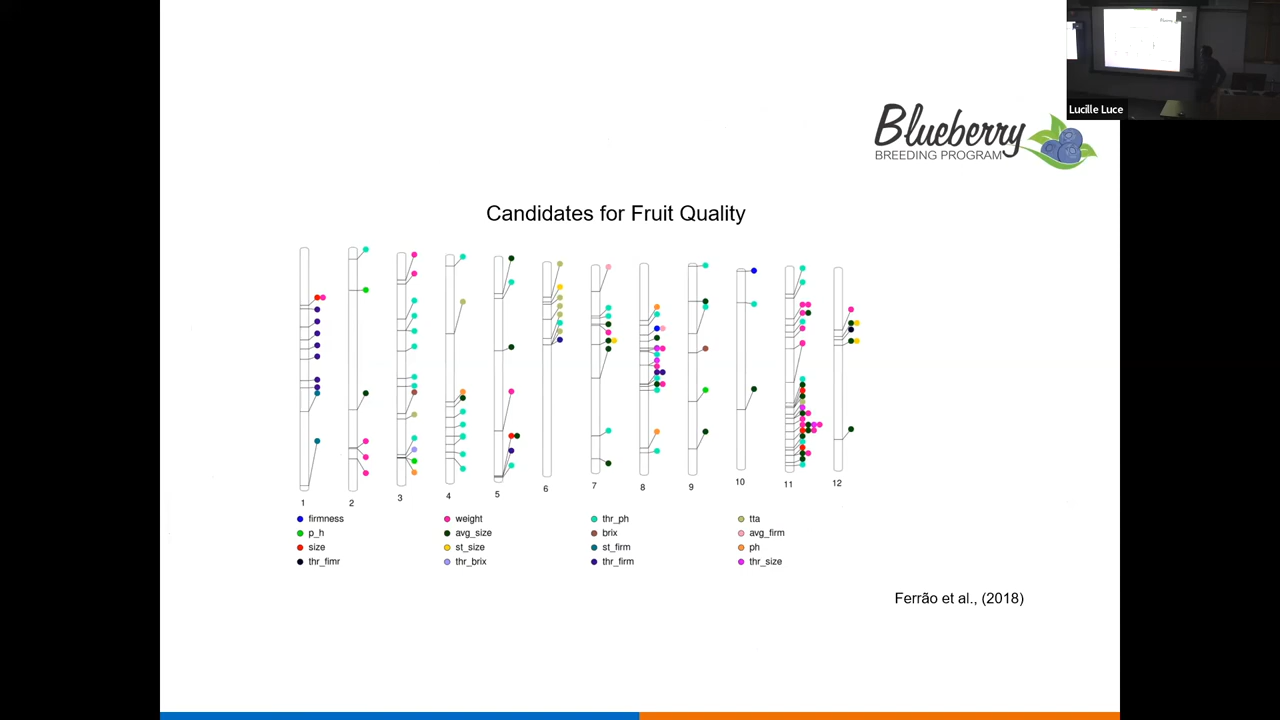 Lucille Luce
Blueberry
BREEDING PROGRAM
Candidates for Fruit Quality
1 2 3 4 5 6 7 8 9 10 11 12
firmness weight thr_ph tta
p_h avg_size brix avg_firm
size st_size st_firm ph
thr_fimr thr_brix thr_firm thr_size
Ferrão et al., (2018)